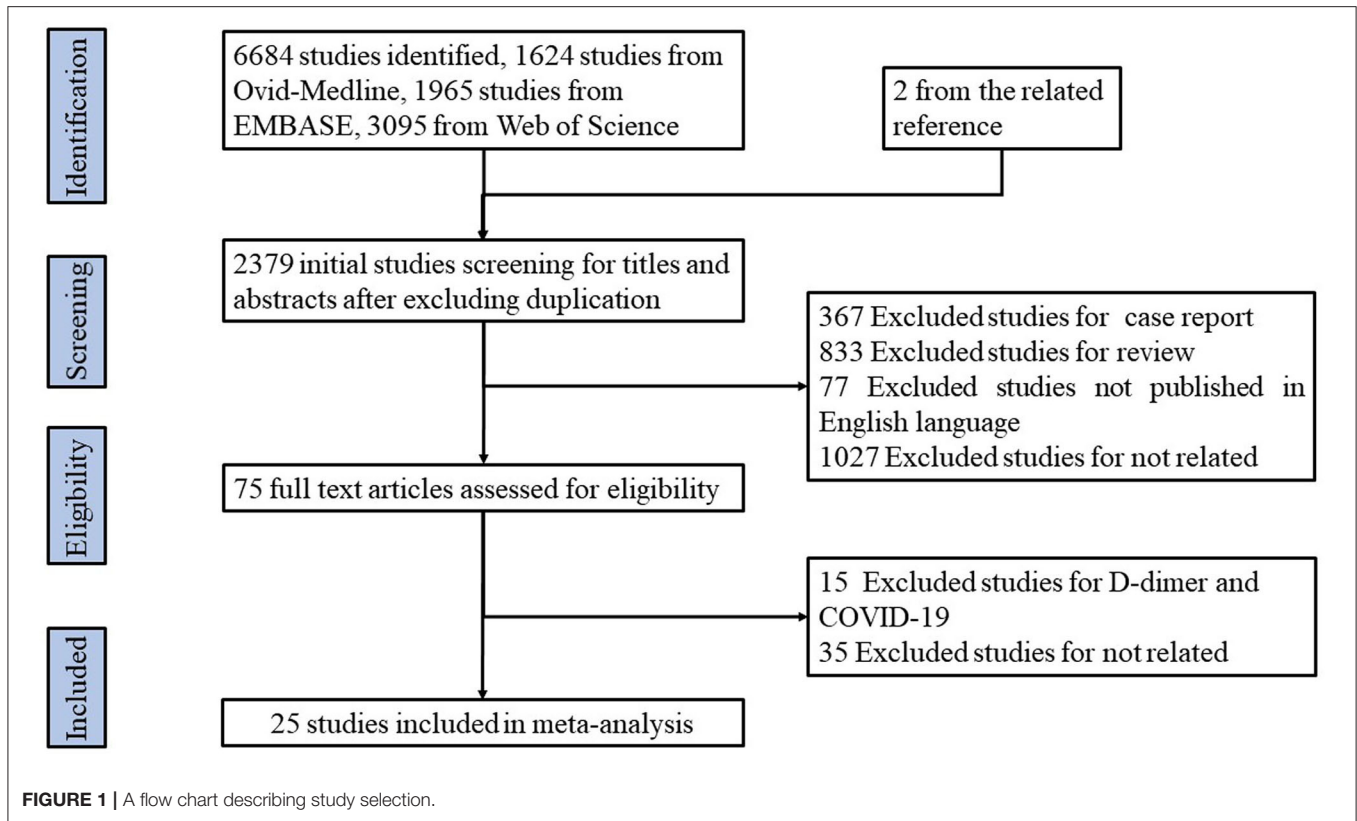 Identification
6684 studies identified, 1624 studies from
Ovid-Medline, 1965 studies from
EMBASE, 3095 from Web of Science
2 from the related
reference
Screening
2379 initial studies screening for titles and
abstracts after excluding duplication
367 Excluded studies for case report
833 Excluded studies for review
77 Excluded studies not published in
English language
1027 Excluded studies for not related
Eligibility
75 full text articles assessed for eligibility
15 Excluded studies for D-dimer and
COVID-19
35 Excluded studies for not related
Included
25 studies included in meta-analysis
FIGURE 1 | A flow chart describing study selection.